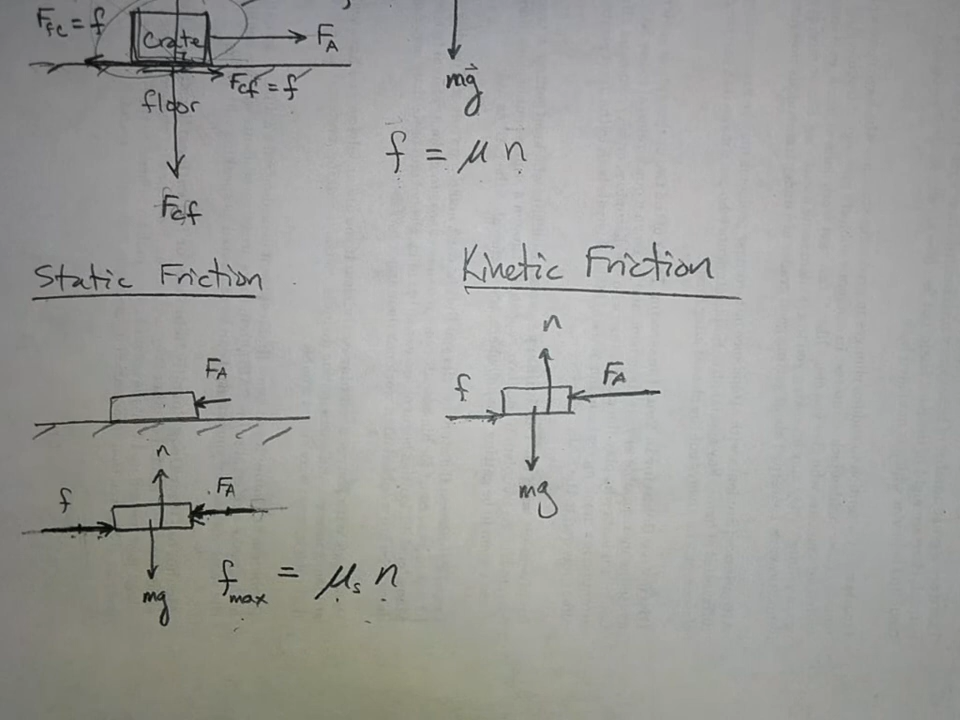 F_fc = f
crate
F_A
F_cf = f
floor
mg⃗
f = μ n
F_cf
Static Friction
Kinetic Friction
n
F_A
f
F_A
mg
n
f
F_A
mg
f_max = μ_s n